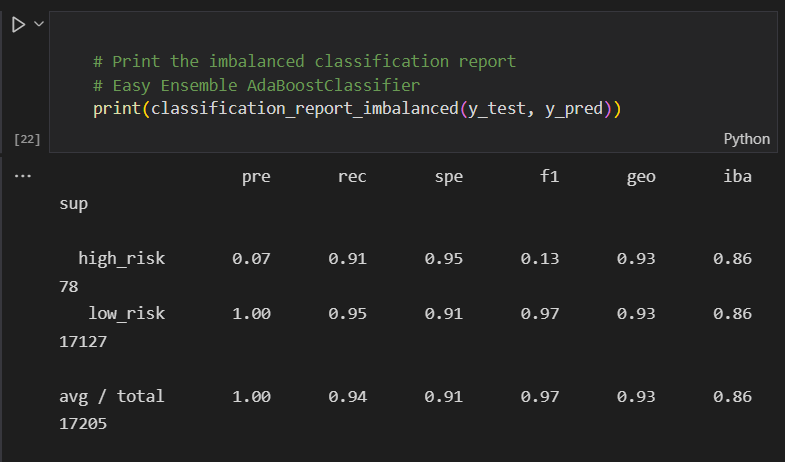 # Print the imbalanced classification report
# Easy Ensemble AdaBoostClassifier
print(classification_report_imbalanced(y_test, y_pred))
[22]
Python
... pre rec spe f1 geo iba
sup
high_risk 0.07 0.91 0.95 0.13 0.93 0.86
78
low_risk 1.00 0.95 0.91 0.97 0.93 0.86
17127
avg / total 1.00 0.94 0.91 0.97 0.93 0.86
17205